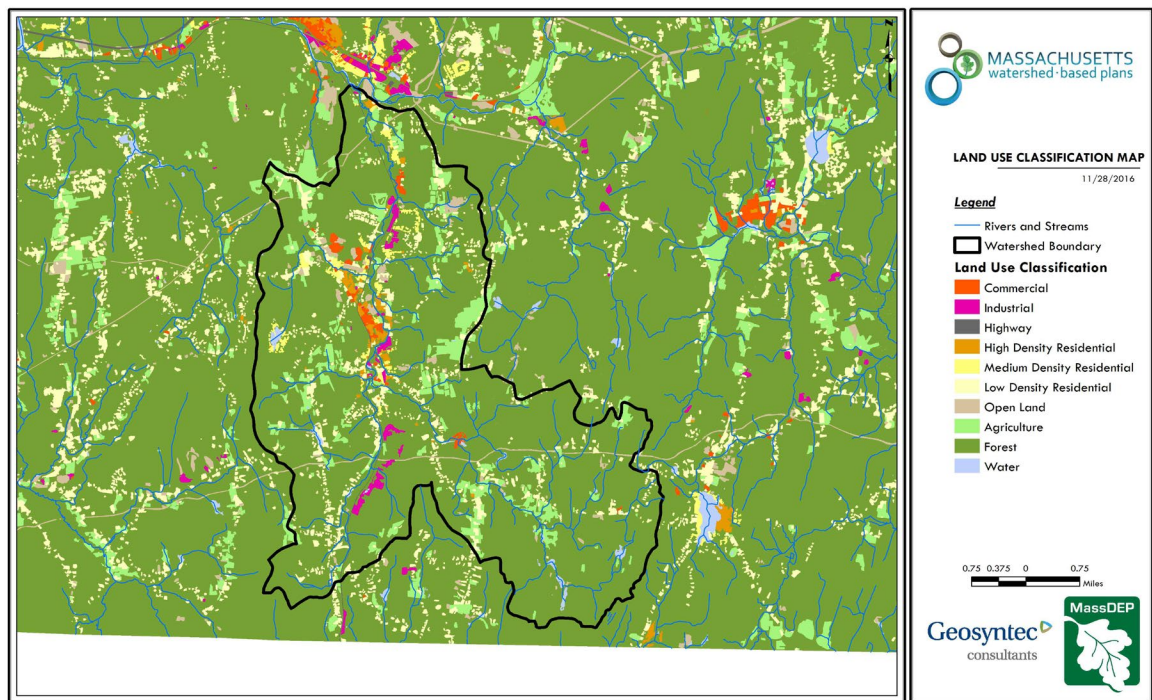 MASSACHUSETTS
watershed·based plans
LAND USE CLASSIFICATION MAP
11/28/2016
Legend
Rivers and Streams
Watershed Boundary
Land Use Classification
Commercial
Industrial
Highway
High Density Residential
Medium Density Residential
Low Density Residential
Open Land
Agriculture
Forest
Water
0.75 0.375 0 0.75
Miles
Geosyntec
consultants
MassDEP